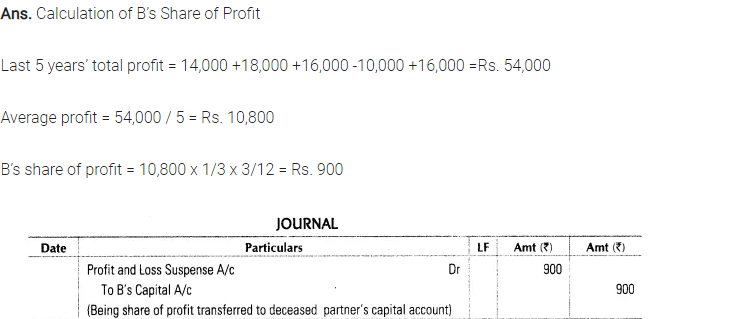 Ans. Calculation of B's Share of Profit
Last 5 years' total profit = 14,000 +18,000 +16,000 -10,000 +16,000 =Rs. 54,000
Average profit = 54,000 / 5 = Rs. 10,800
B's share of profit = 10,800 x 1/3 x 3/12 = Rs. 900
JOURNAL
Date Particulars LF Amt (₹) Amt (₹)
Profit and Loss Suspense A/c Dr 900
To B's Capital A/c 900
(Being share of profit transferred to deceased partner's capital account)